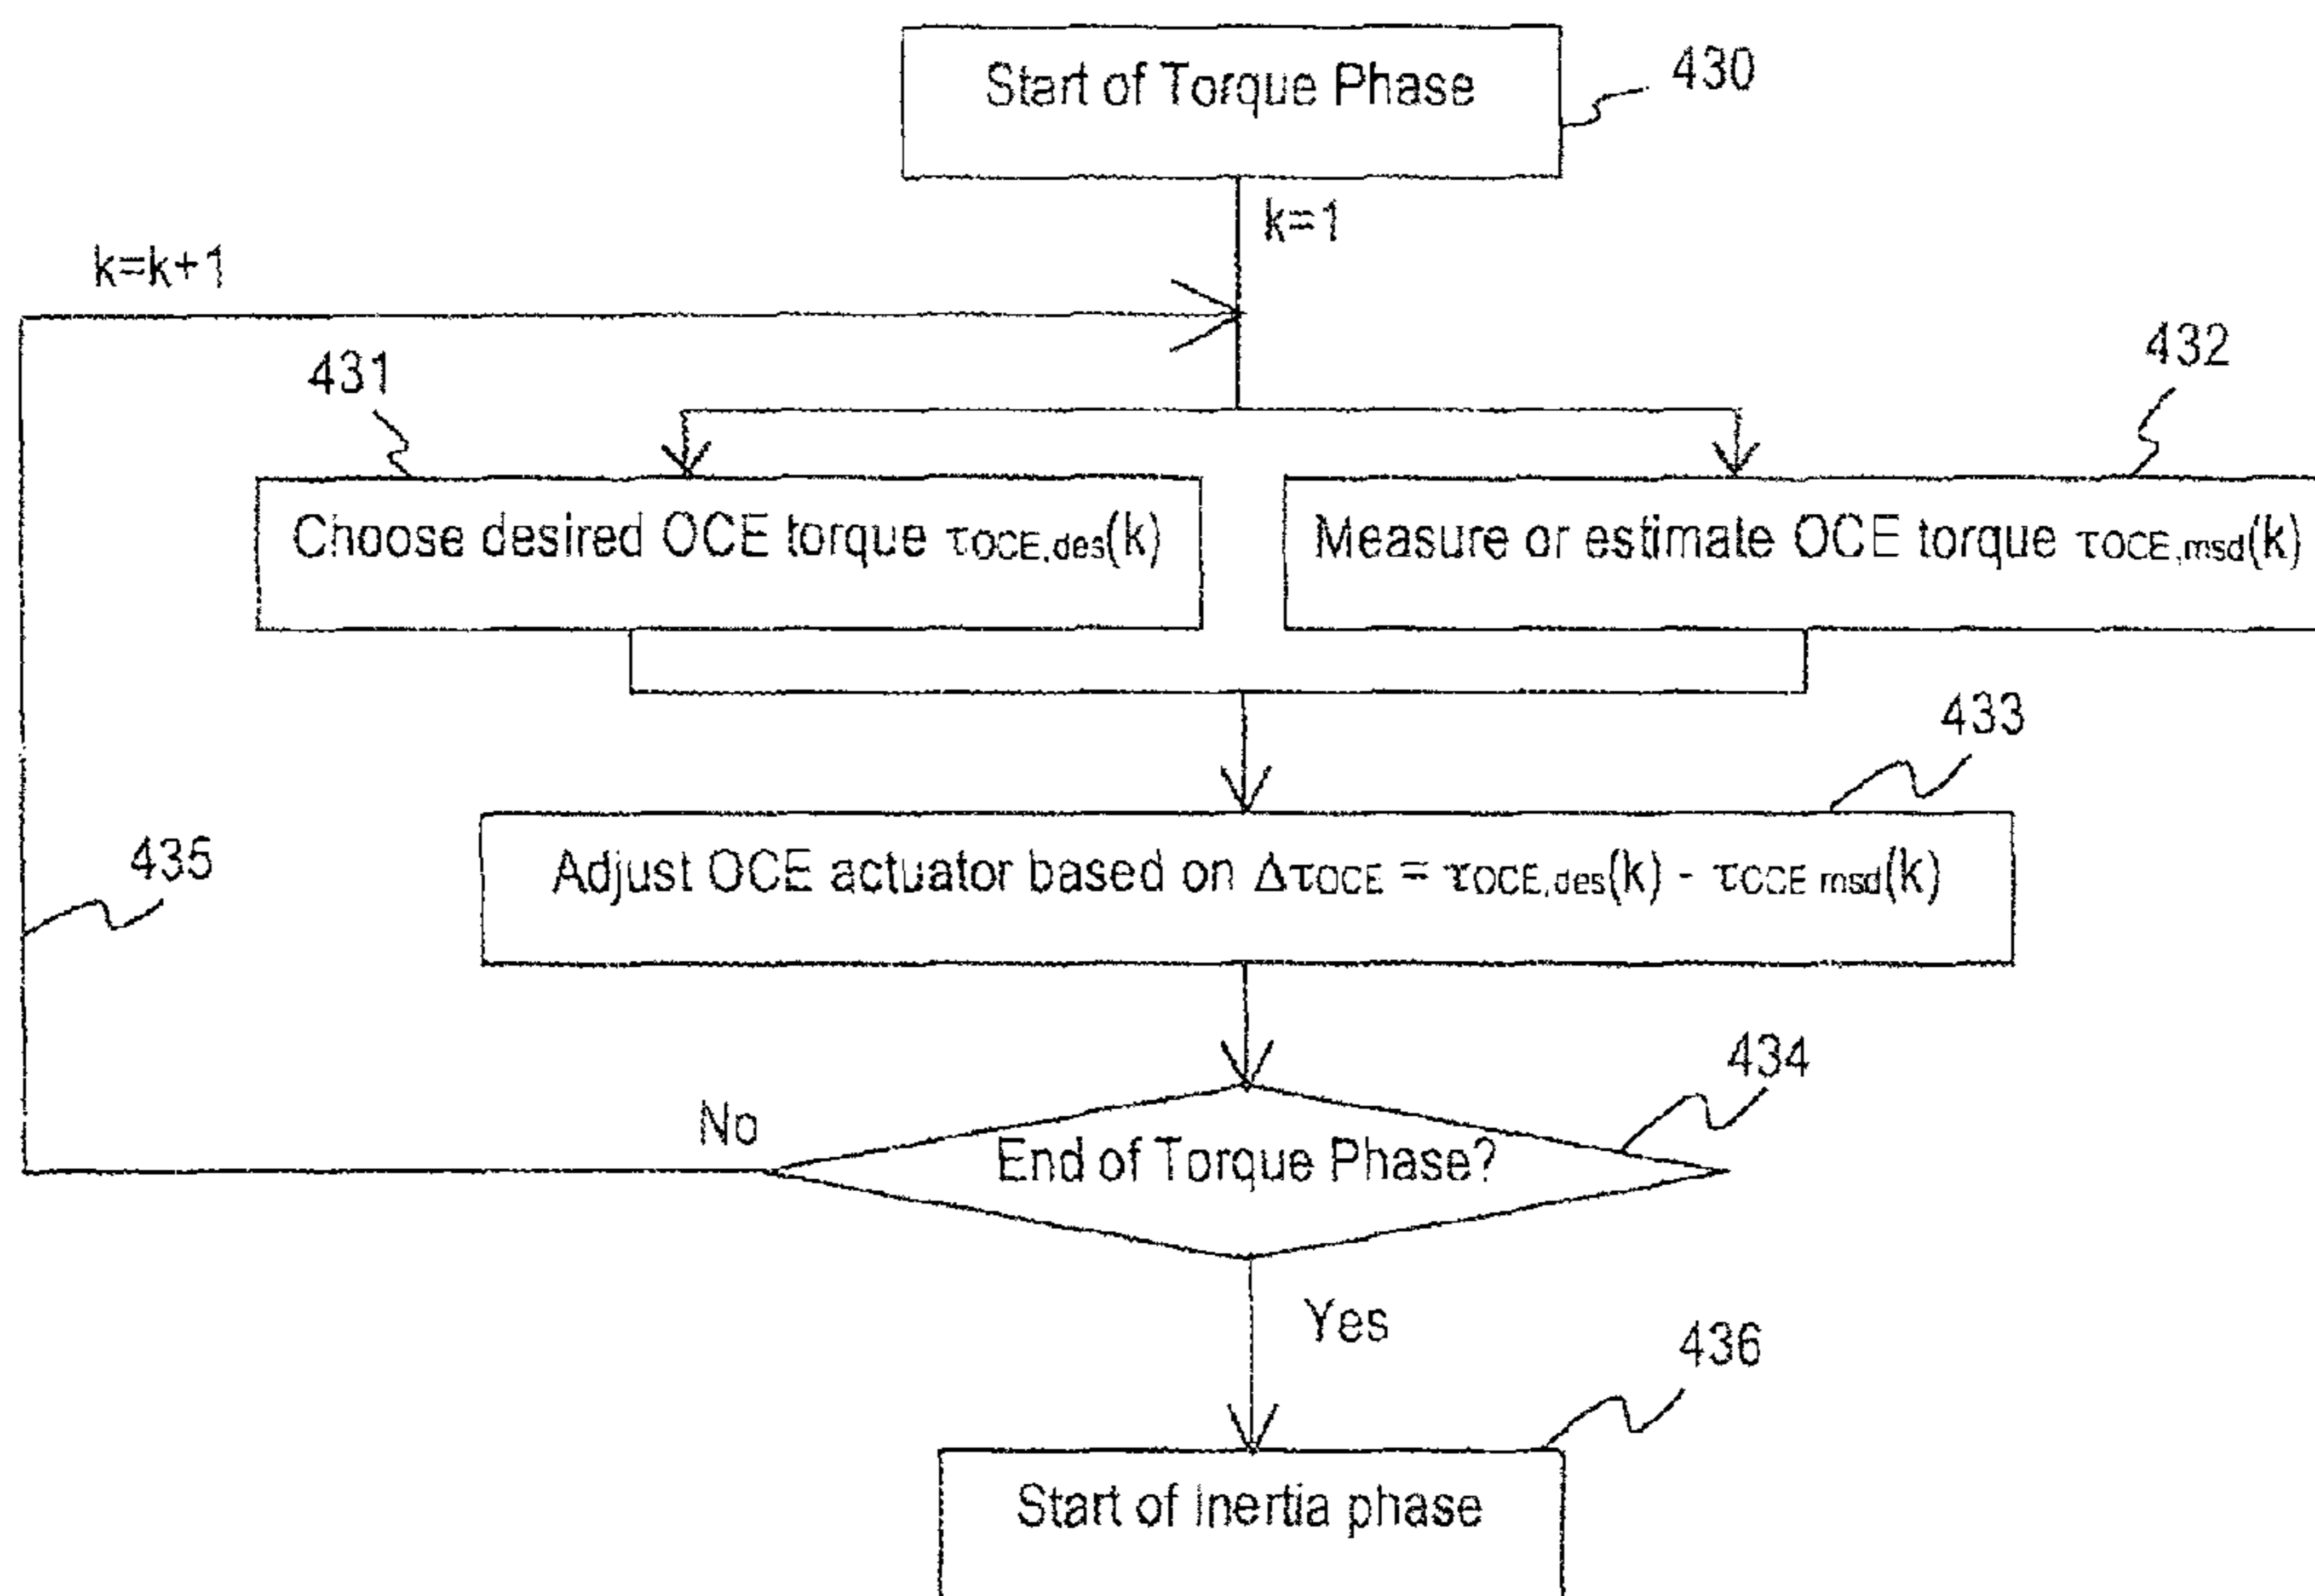 Start of Torque Phase
430
k=1
k=k+1
431
432
Choose desired OCE torque τOCE,des(k)
Measure or estimate OCE torque τOCE,msd(k)
433
Adjust OCE actuator based on ΔτOCE = τOCE,des(k) - τOCE msd(k)
435
434
No
End of Torque Phase?
Yes
436
Start of Inertia phase